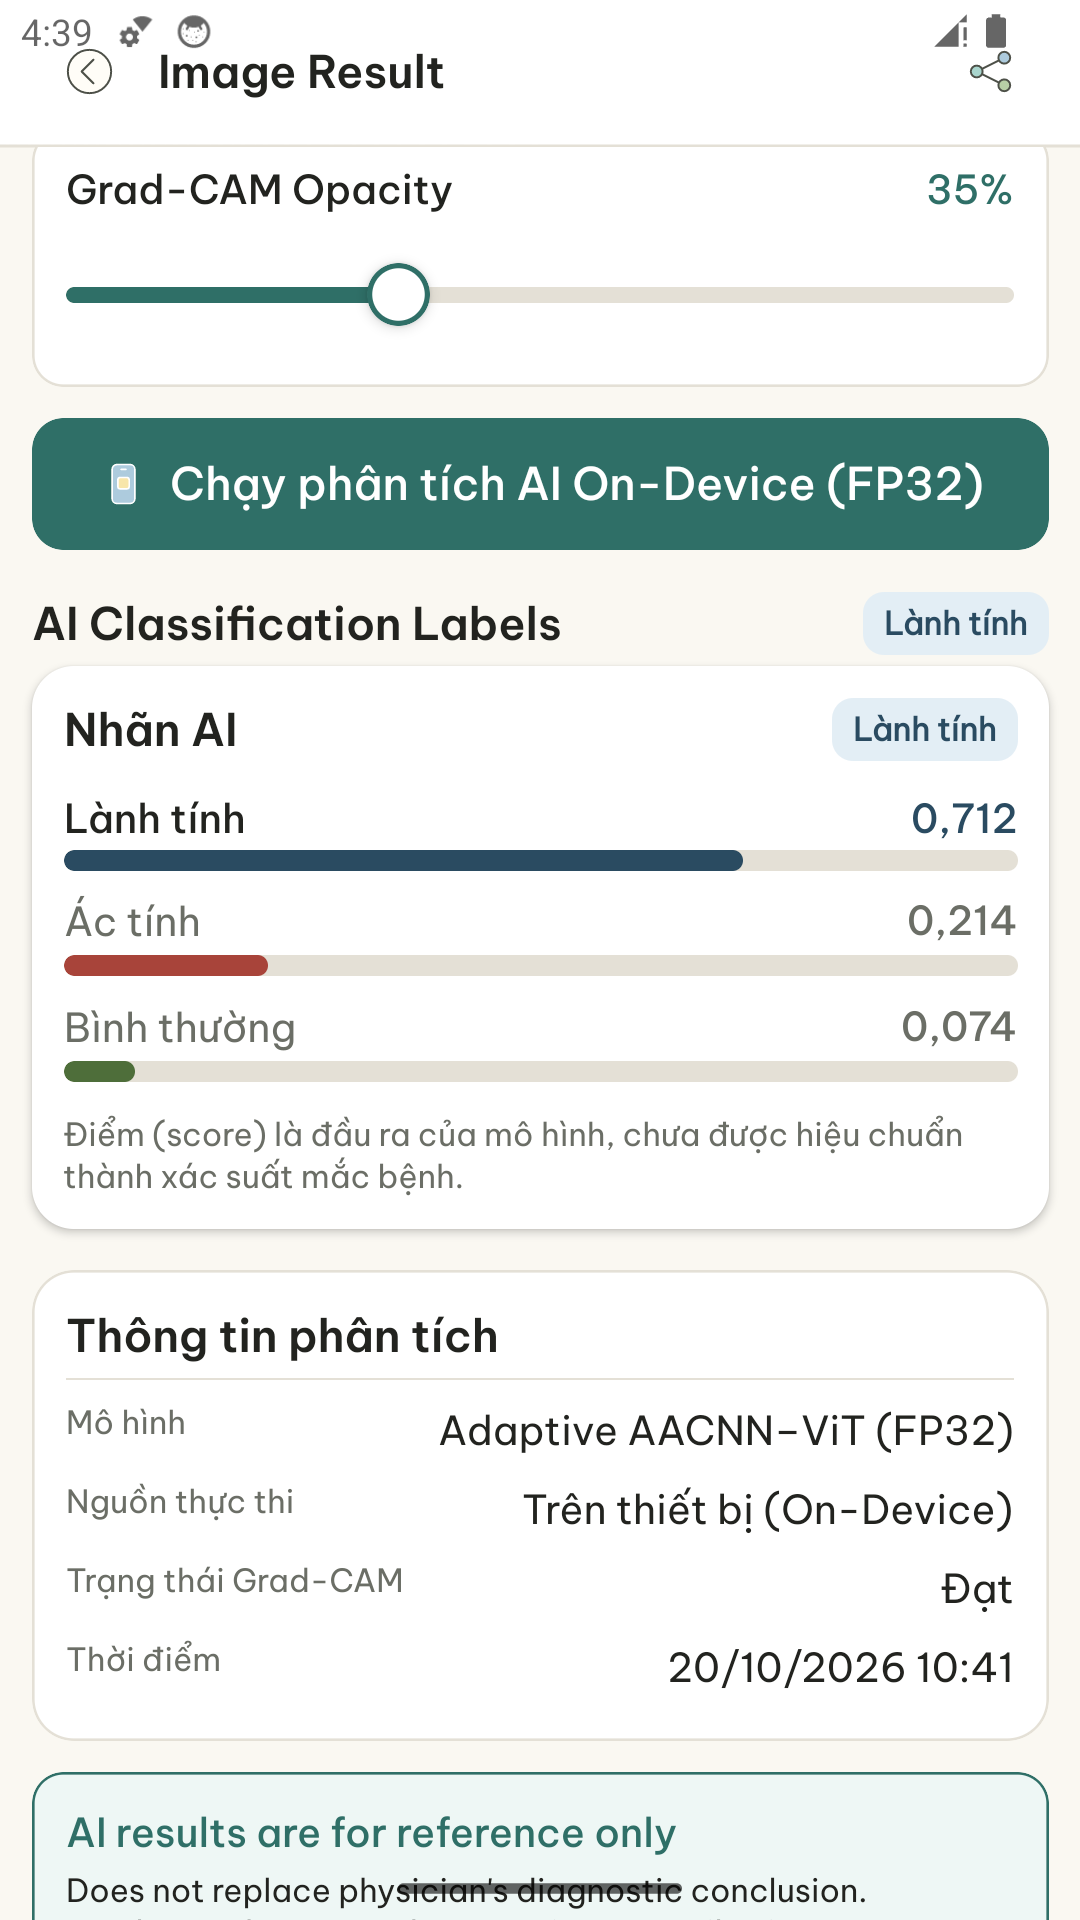 4:39
Image Result
Grad-CAM Opacity
35%
Chạy phân tích AI On-Device (FP32)
AI Classification Labels
Lành tính
Nhãn AI
Lành tính
Lành tính
0,712
Ác tính
0,214
Bình thường
0,074
Điểm (score) là đầu ra của mô hình, chưa được hiệu chuẩn
thành xác suất mắc bệnh.
Thông tin phân tích
Mô hình
Adaptive AACNN–ViT (FP32)
Nguồn thực thi
Trên thiết bị (On-Device)
Trạng thái Grad-CAM
Đạt
Thời điểm
20/10/2026 10:41
AI results are for reference only
Does not replace physician's diagnostic conclusion.